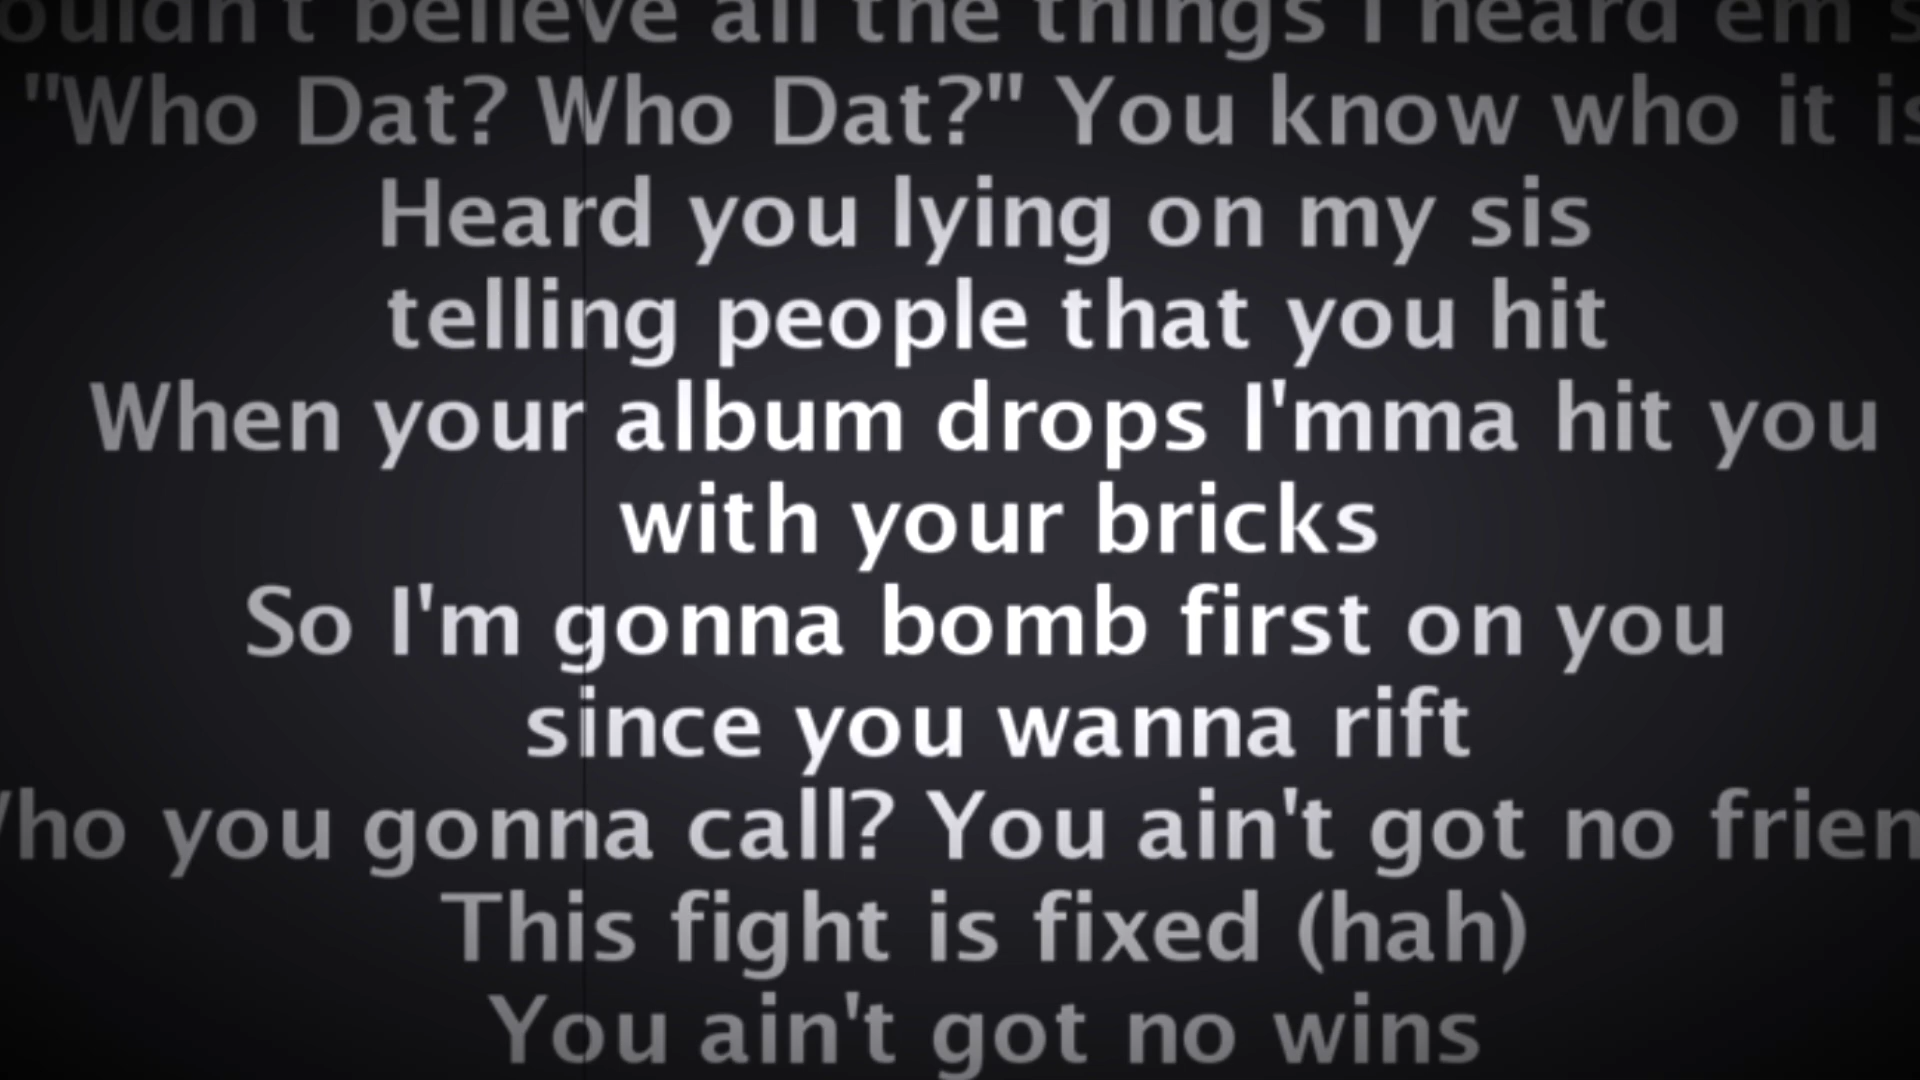 believe all the things I heard em
"Who Dat? Who Dat?" You know who it is
Heard you lying on my sis
telling people that you hit
When your album drops I'mma hit you
with your bricks
So I'm gonna bomb first on you
since you wanna rift
you gonna call? You ain't got no
This fight is fixed (hah)
You ain't got no wins